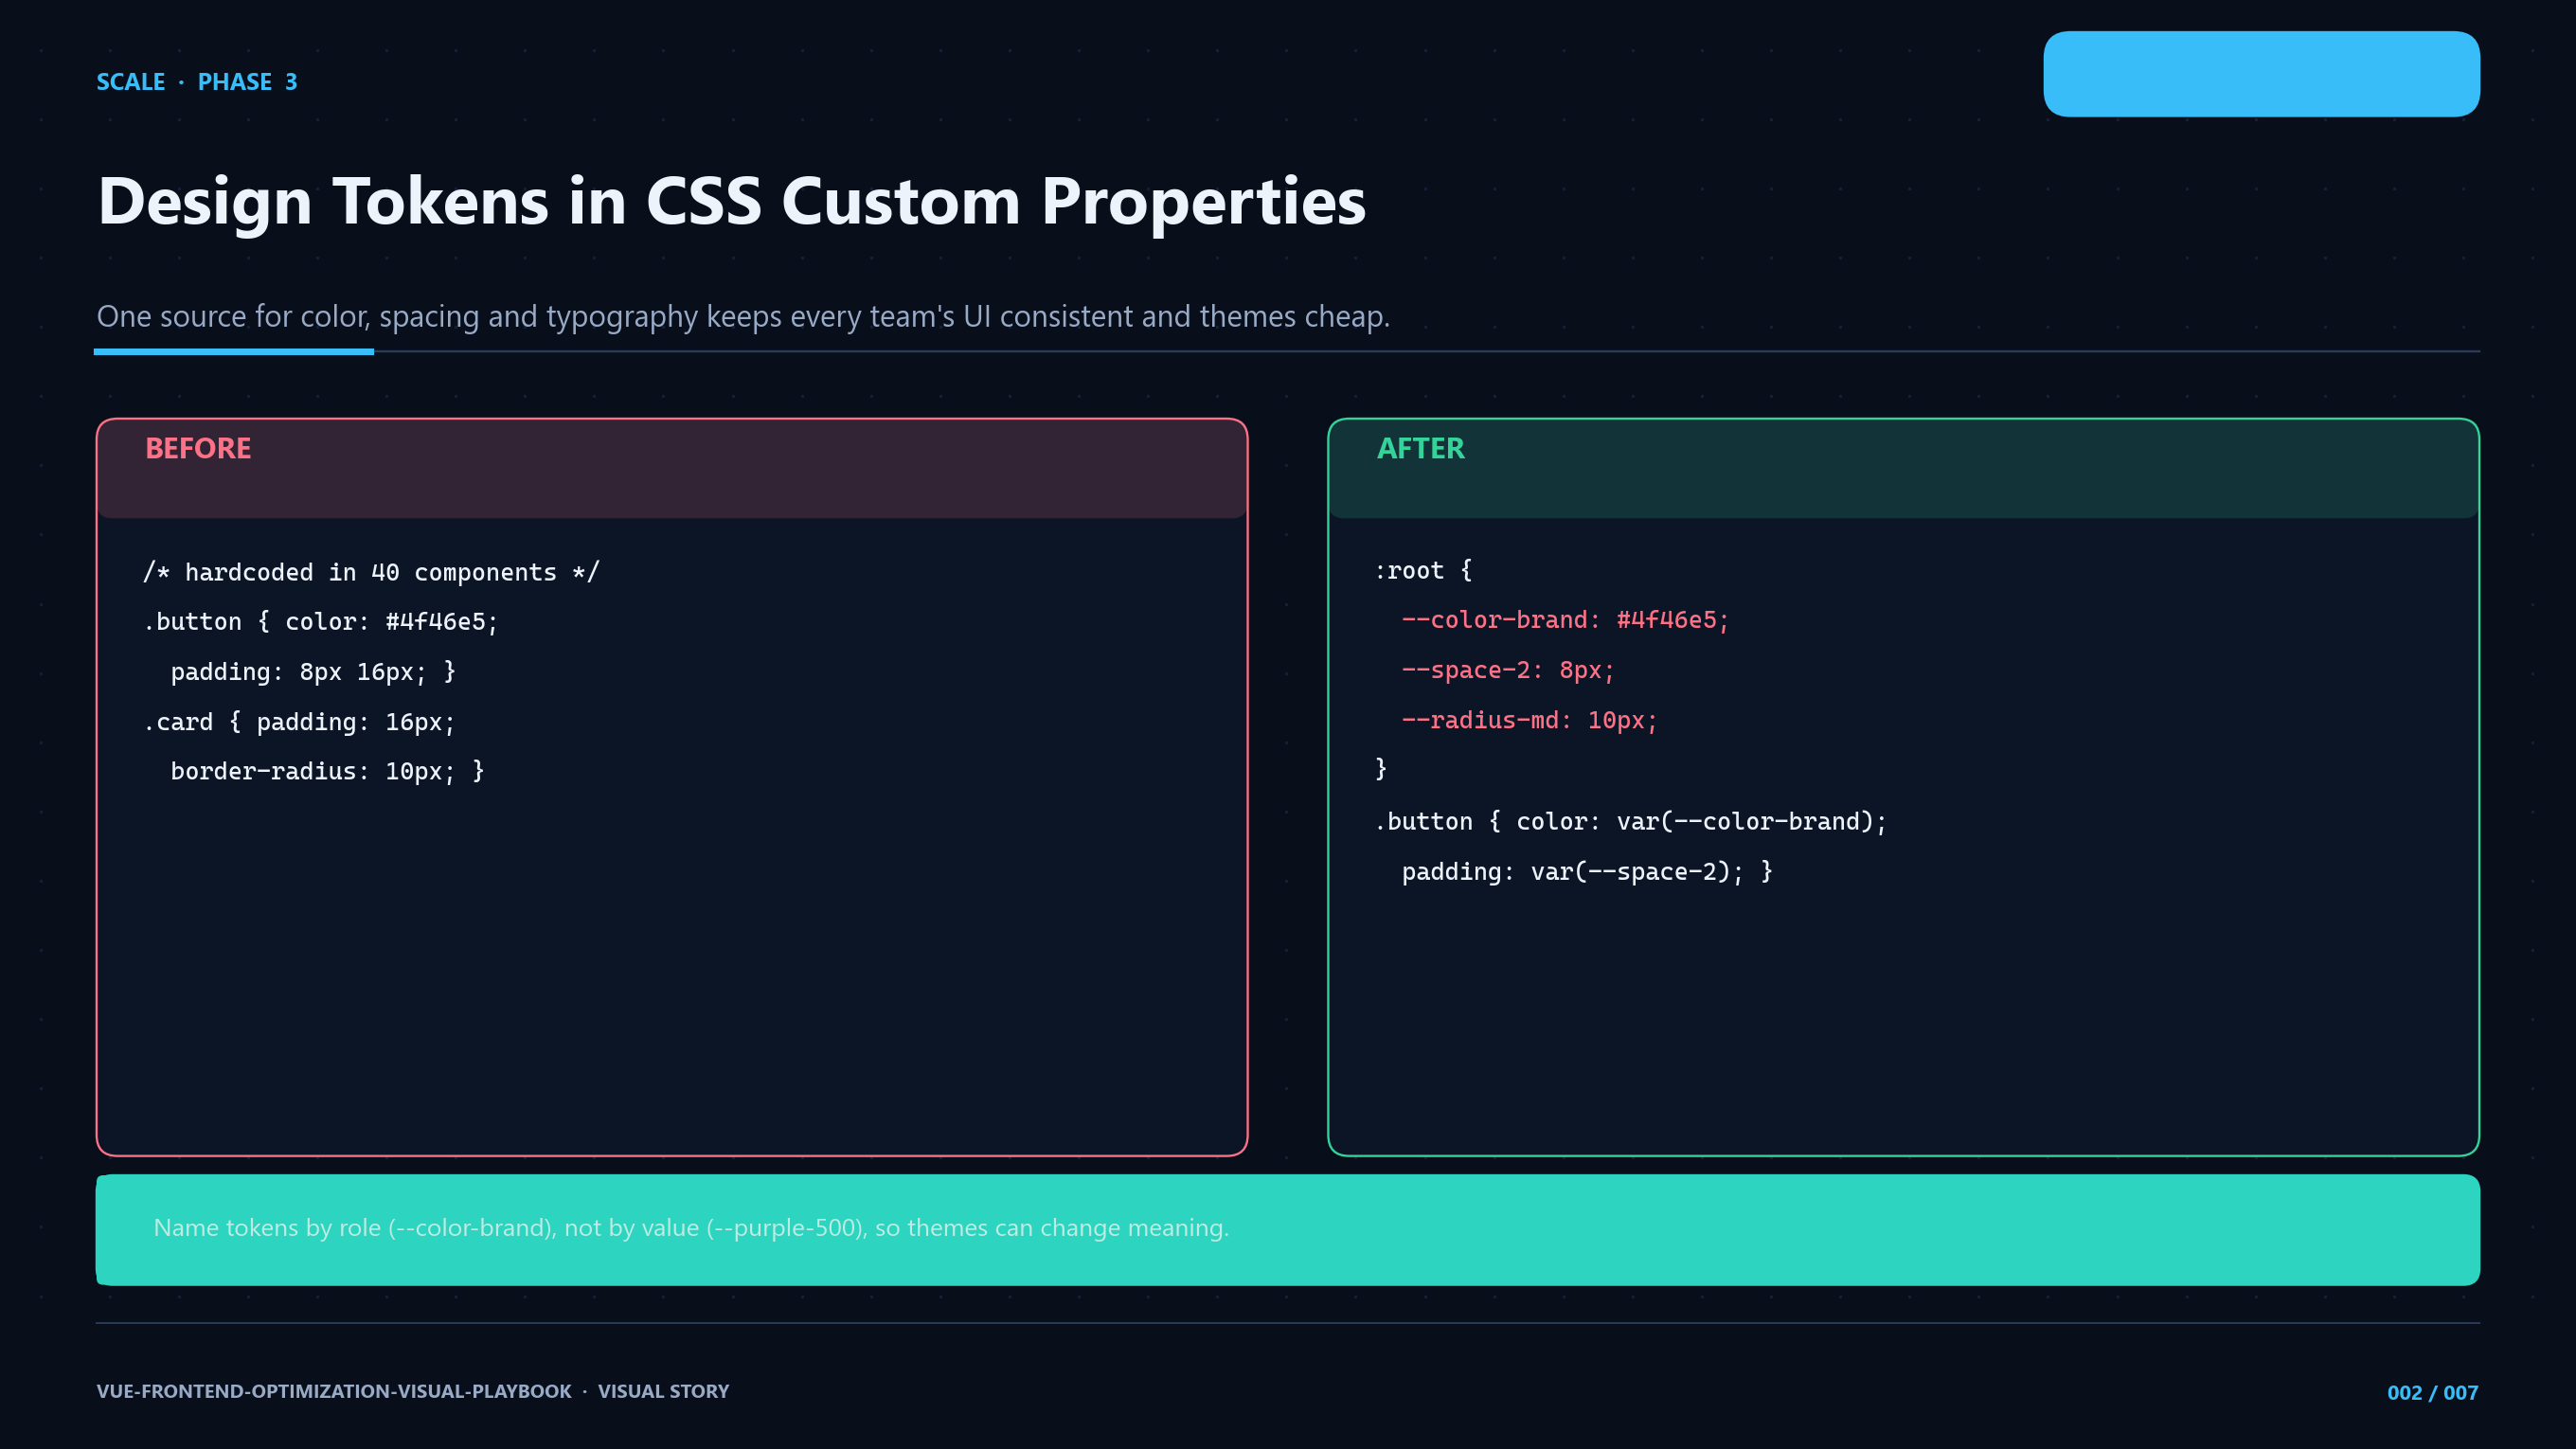 SCALE · PHASE 3
Design Tokens in CSS Custom Properties
One source for color, spacing and typography keeps every team's UI consistent and themes cheap.
BEFORE
/* hardcoded in 40 components */
.button { color: #4f46e5;
  padding: 8px 16px; }
.card { padding: 16px;
  border-radius: 10px; }
AFTER
:root {
  --color-brand: #4f46e5;
  --space-2: 8px;
  --radius-md: 10px;
}
.button { color: var(--color-brand);
  padding: var(--space-2); }
Name tokens by role (--color-brand), not by value (--purple-500), so themes can change meaning.
VUE-FRONTEND-OPTIMIZATION-VISUAL-PLAYBOOK · VISUAL STORY
002 / 007